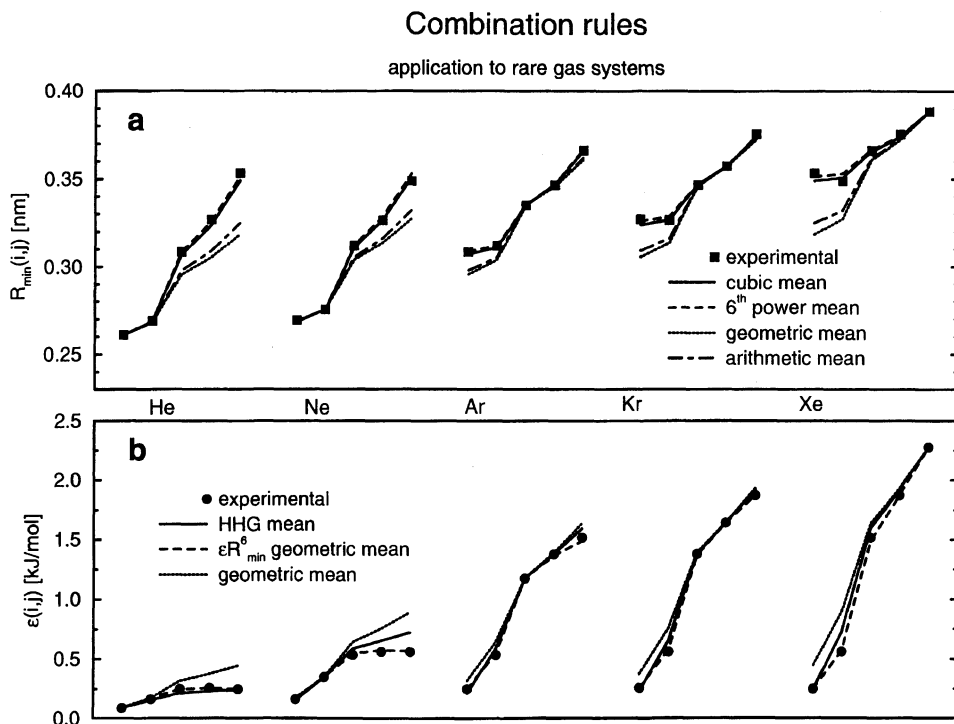 Combination rules
application to rare gas systems
a
0.40
0.35
0.30
0.25
R_min(i,j) [nm]
experimental
cubic mean
6th power mean
geometric mean
arithmetic mean
He Ne Ar Kr Xe
b
2.5
2.0
1.5
1.0
0.5
0.0
ε(i,j) [kJ/mol]
experimental
HHG mean
εR⁶_min geometric mean
geometric mean